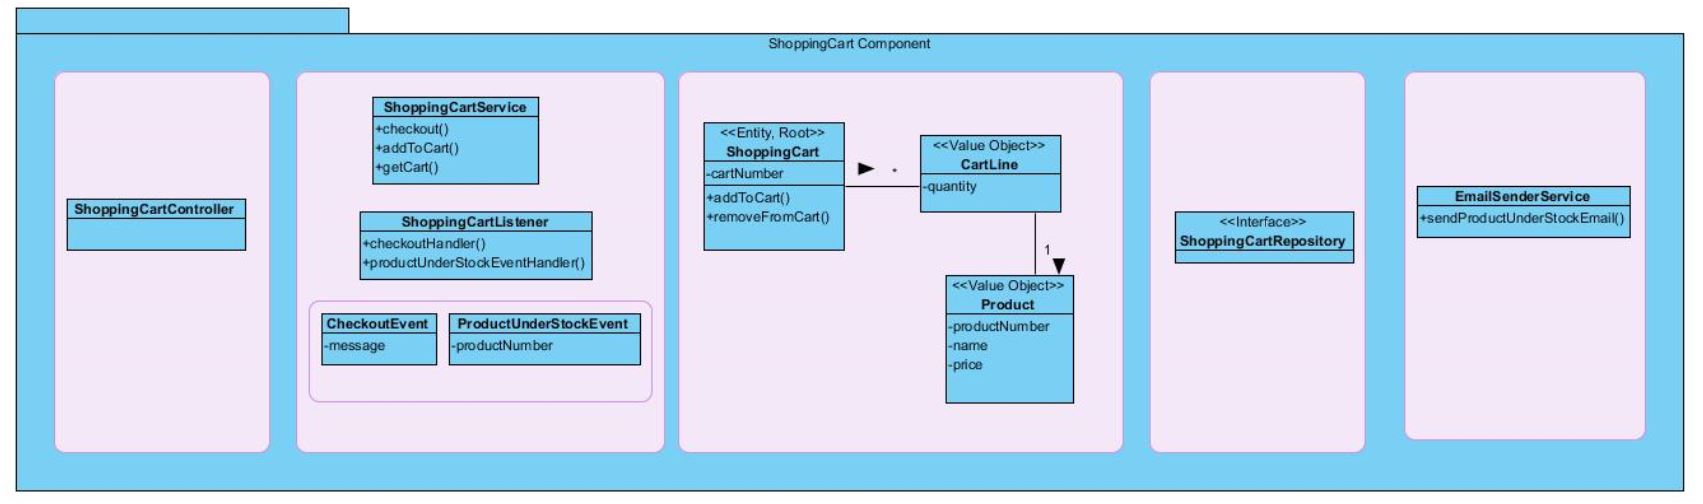 ShoppingCart Component
ShoppingCartController
ShoppingCartService
+checkout()
+addToCart()
+getCart()
ShoppingCartListener
+checkoutHandler()
+productUnderStockEventHandler()
CheckoutEvent
-message
ProductUnderStockEvent
-productNumber
<<Entity, Root>>
ShoppingCart
-cartNumber
+addToCart()
+removeFromCart()
*
<<Value Object>>
CartLine
-quantity
1
<<Value Object>>
Product
-productNumber
-name
-price
<<Interface>>
ShoppingCartRepository
EmailSenderService
+sendProductUnderStockEmail()